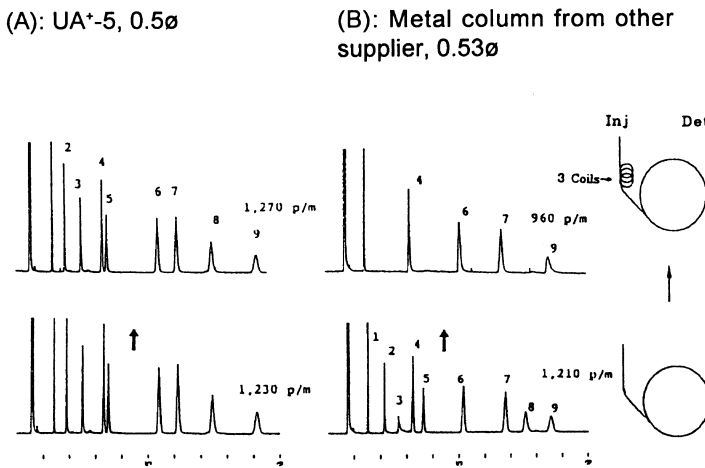 (A): UA⁺-5, 0.5ø
(B): Metal column from other
supplier, 0.53ø
2
3
4
5
6
7
8
9
1,270 p/m
4
6
7
9
960 p/m
Inj
Det
3 Coils→
1,230 p/m
1
2
3
4
5
6
7
8
9
1,210 p/m